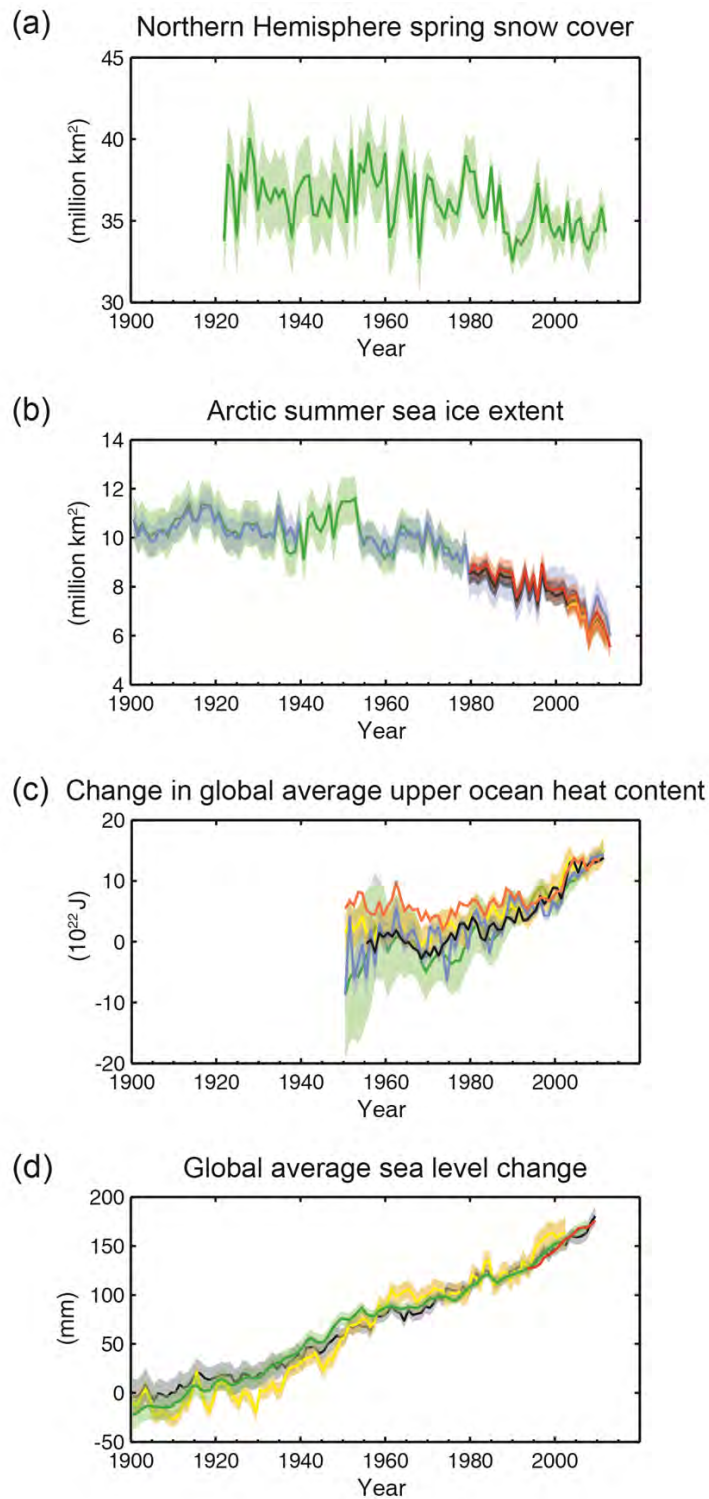 (a) Northern Hemisphere spring snow cover
45
40
35
30
(million km²)
1900 1920 1940 1960 1980 2000
Year
(b) Arctic summer sea ice extent
14
12
10
8
6
4
(million km²)
1900 1920 1940 1960 1980 2000
Year
(c) Change in global average upper ocean heat content
20
10
0
-10
-20
(10²² J)
1900 1920 1940 1960 1980 2000
Year
(d) Global average sea level change
200
150
100
50
0
-50
(mm)
1900 1920 1940 1960 1980 2000
Year